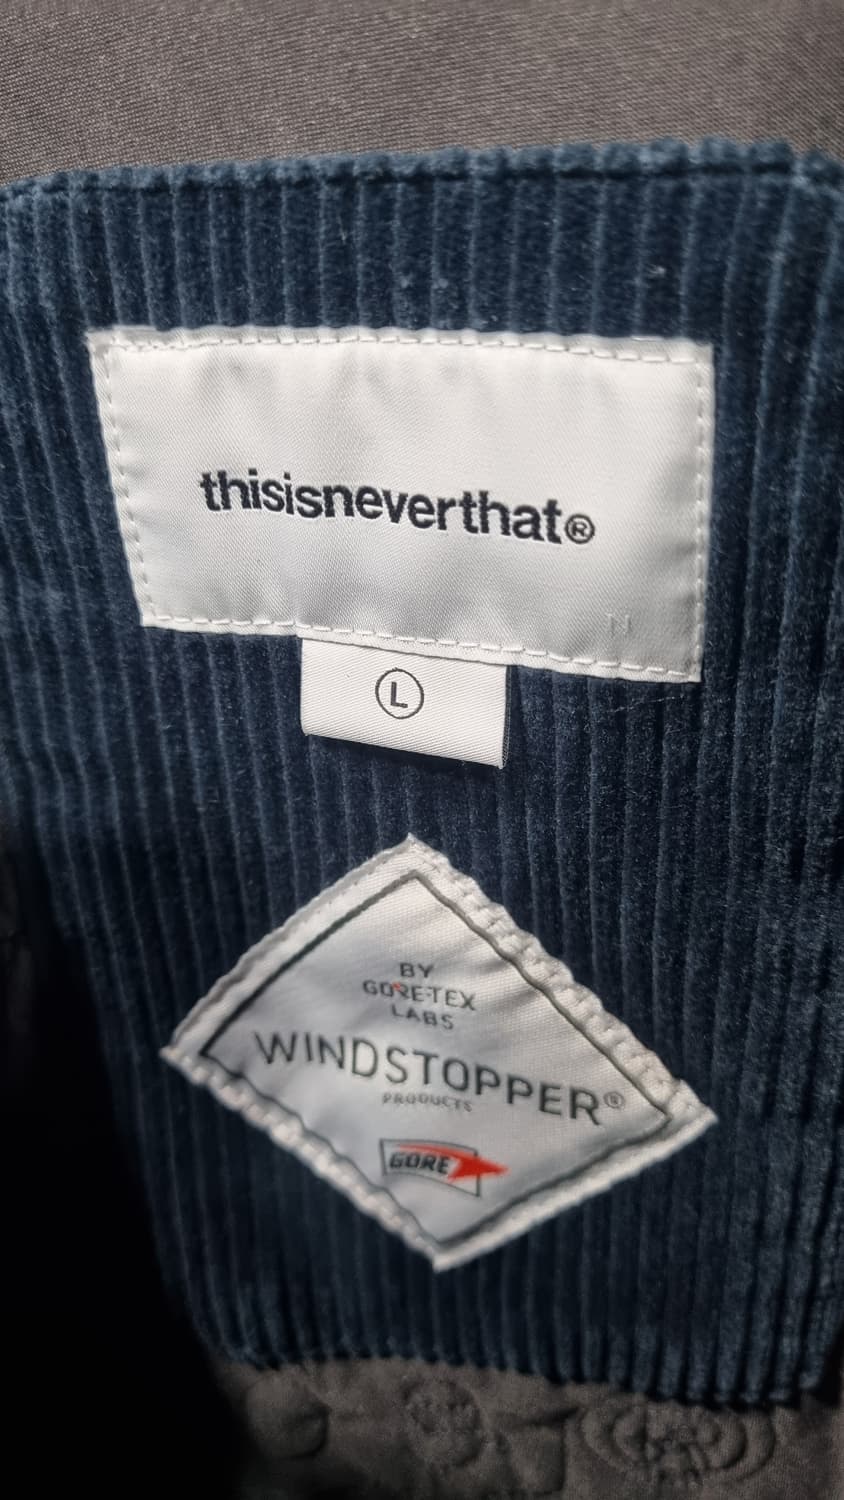 thisisneverthat®
L
BY
GORE-TEX
LABS
WINDSTOPPER®
PRODUCTS
GORE